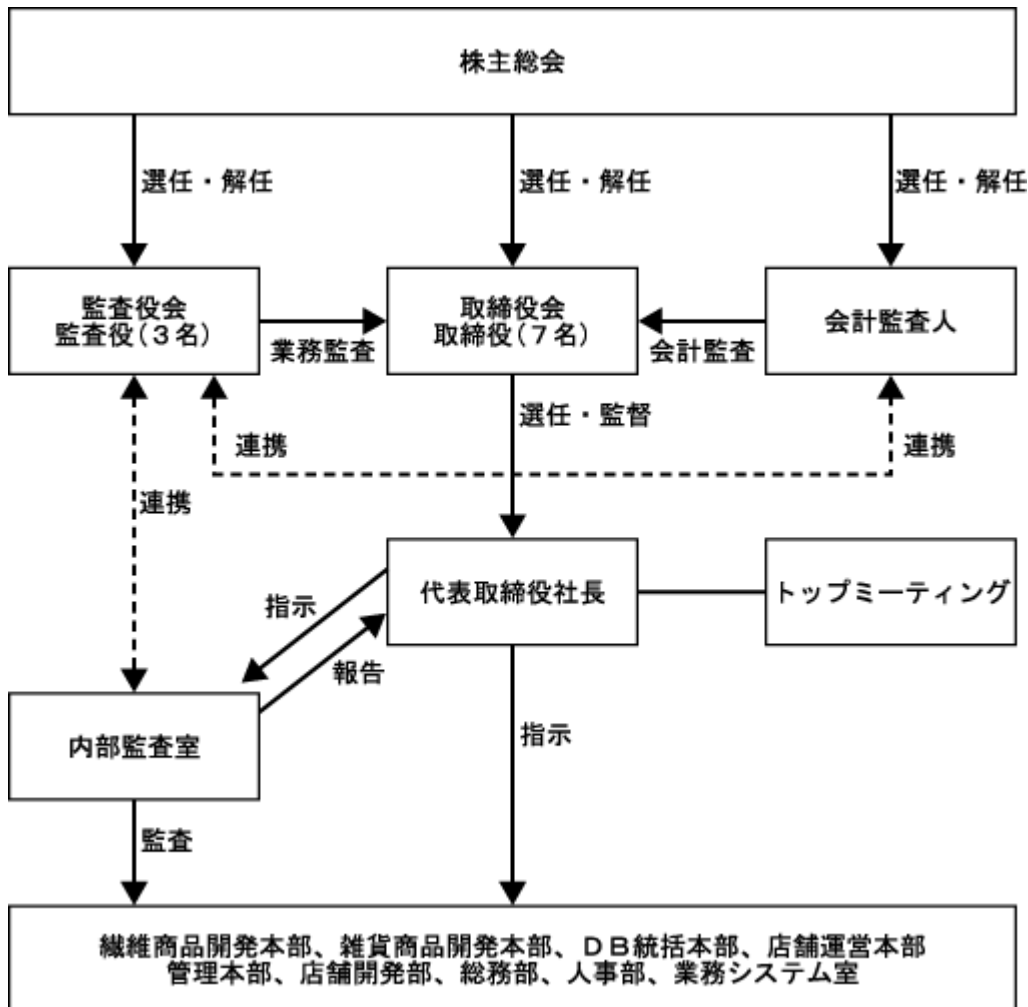 株主総会
選任・解任
選任・解任
選任・解任
監査役会
監査役(３名)
業務監査
取締役会
取締役(７名)
会計監査
会計監査人
選任・監督
連携
連携
連携
代表取締役社長
トップミーティング
指示
報告
内部監査室
指示
監査
繊維商品開発本部、雑貨商品開発本部、ＤＢ統括本部、店舗運営本部
管理本部、店舗開発部、総務部、人事部、業務システム室